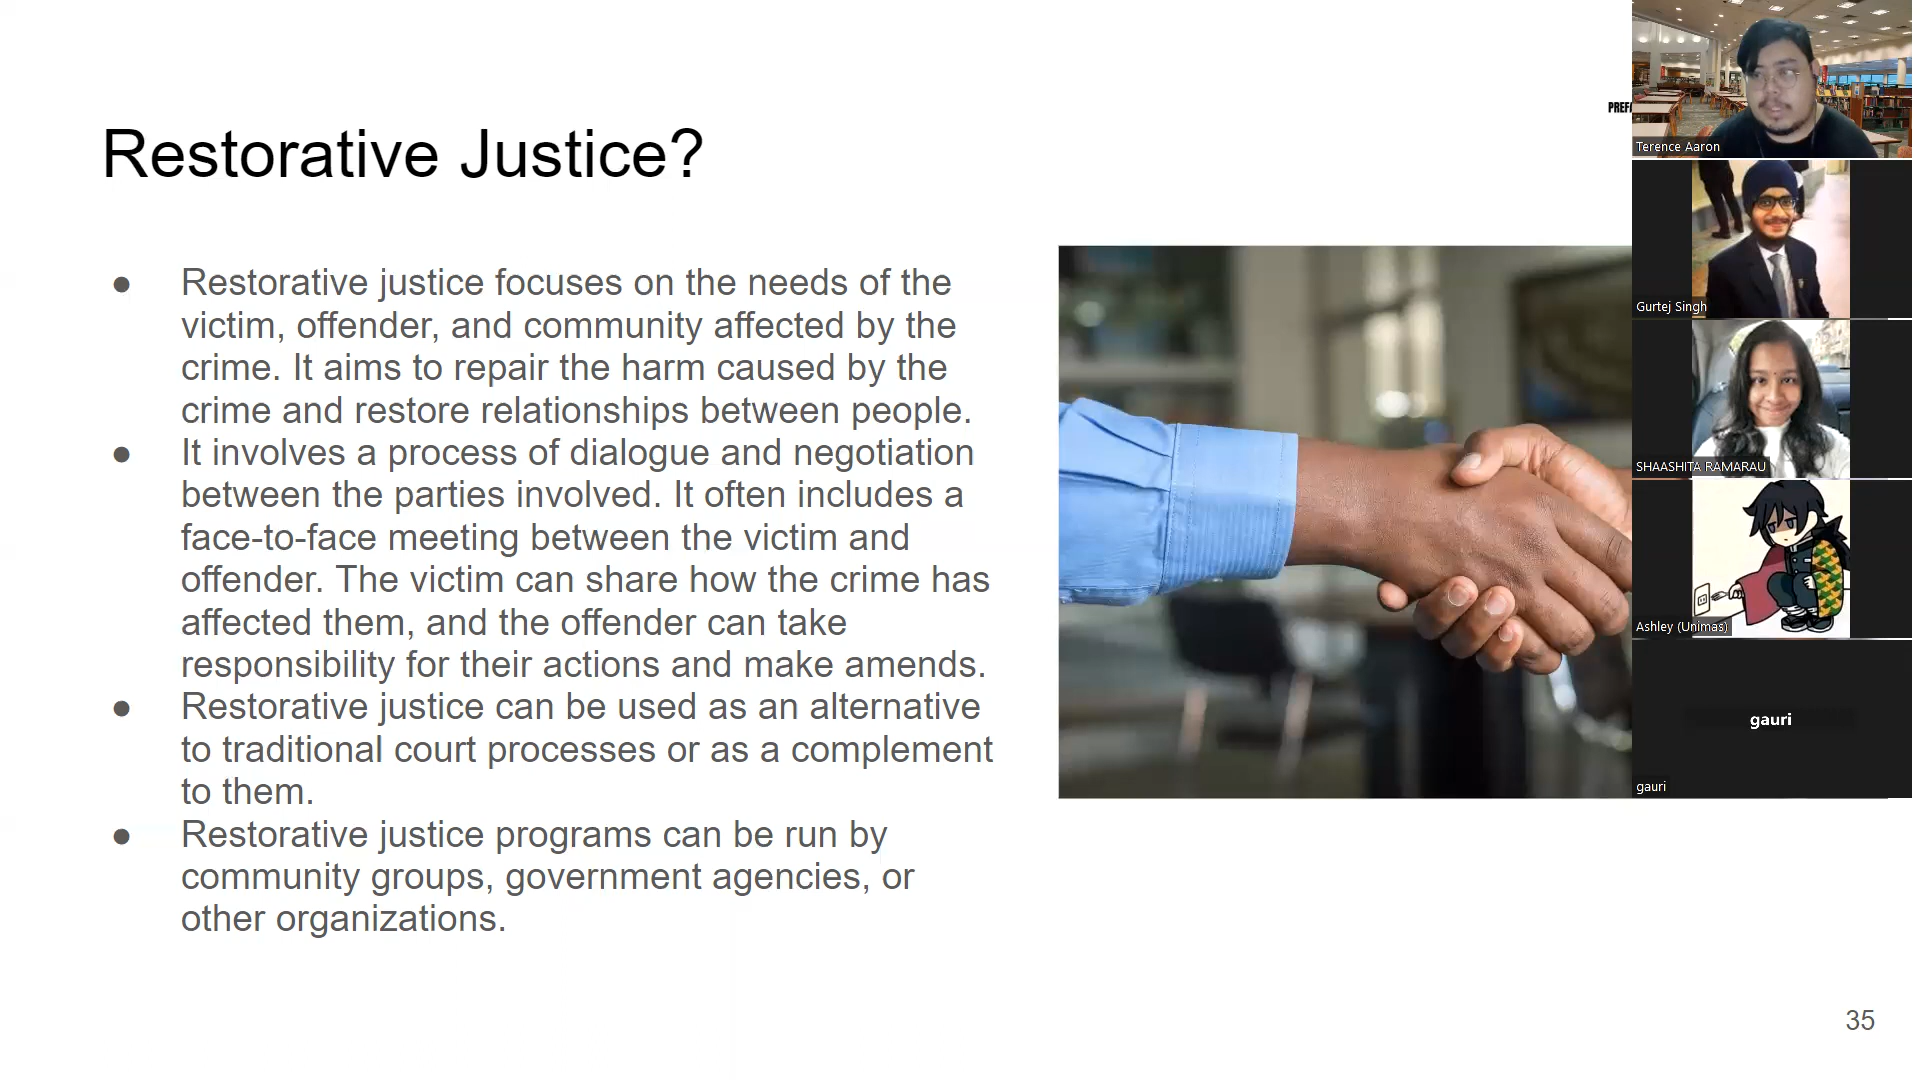 Restorative Justice?
● Restorative justice focuses on the needs of the
victim, offender, and community affected by the
crime. It aims to repair the harm caused by the
crime and restore relationships between people.
● It involves a process of dialogue and negotiation
between the parties involved. It often includes a
face-to-face meeting between the victim and
offender. The victim can share how the crime has
affected them, and the offender can take
responsibility for their actions and make amends.
● Restorative justice can be used as an alternative
to traditional court processes or as a complement
to them.
● Restorative justice programs can be run by
community groups, government agencies, or
other organizations.
Terence Aaron
Gurtej Singh
SHAASHITA RAMARAU
Ashley (Unimas)
gauri
gauri
35